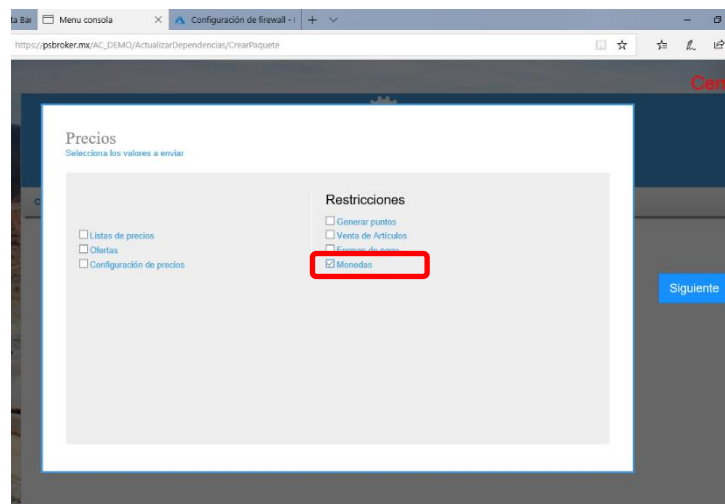 ta Bar
Menu consola
Configuración de firewall -
https://psbroker.mx/AC_DEMO/ActualizarDependencias/CrearPaquete
Cen
Precios
Selecciona los valores a enviar
Listas de precios
Ofertas
Configuración de precios
Restricciones
Generar puntos
Venta de Artículos
Formas de pago
Monedas
Siguiente